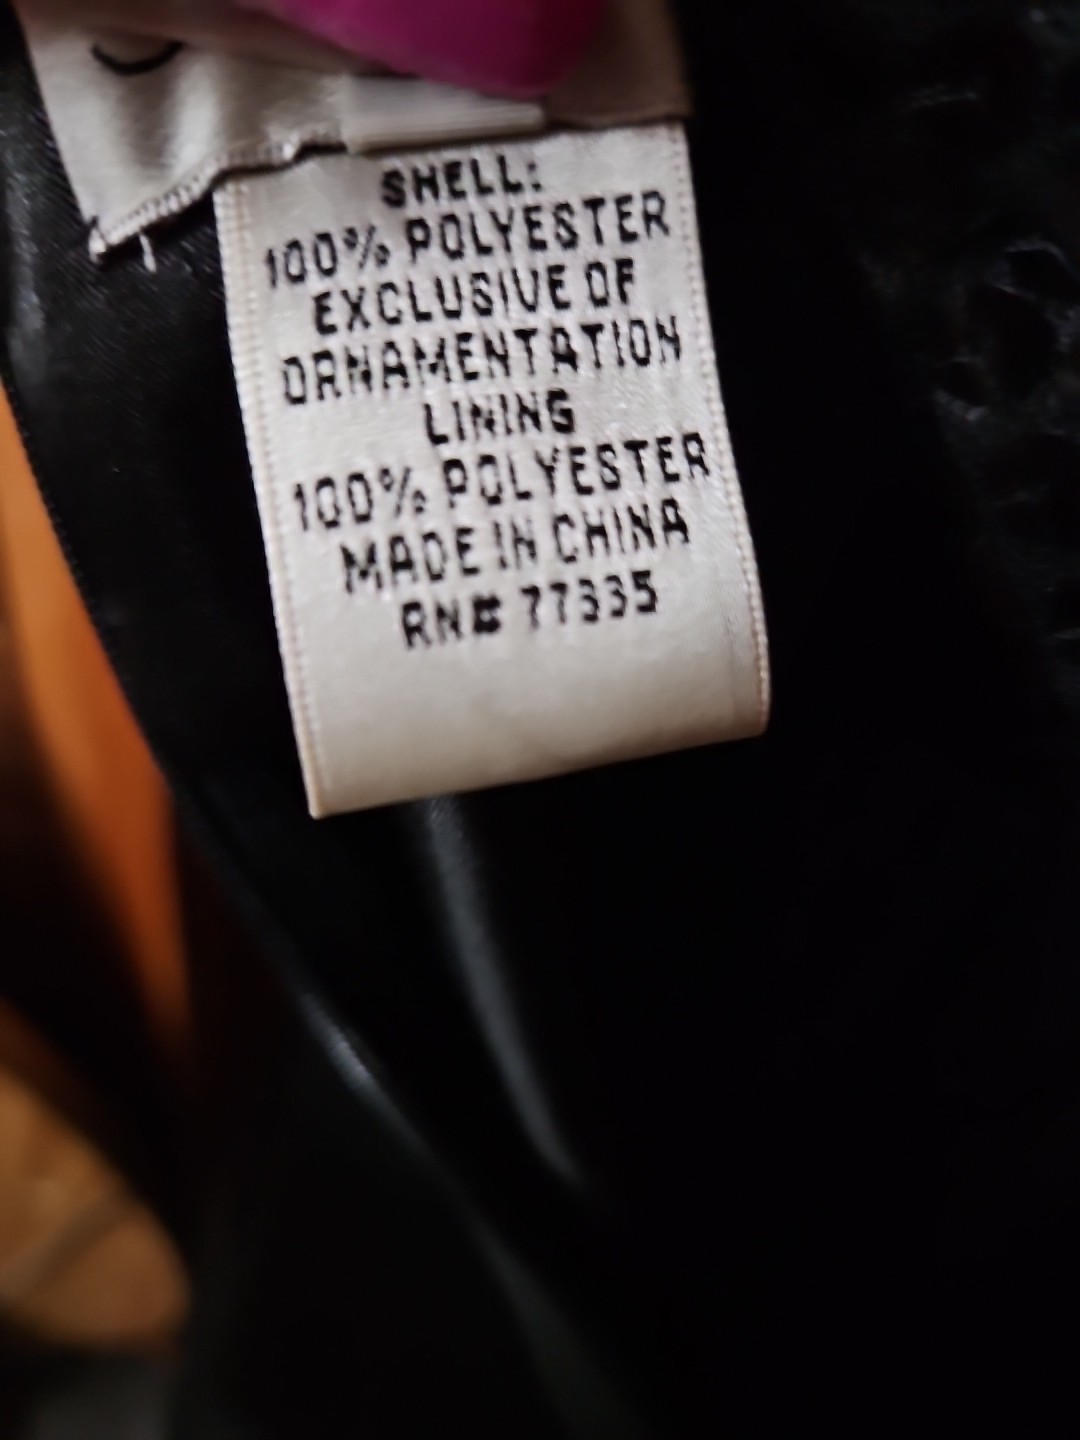 SHELL:
100% POLYESTER
EXCLUSIVE OF
ORNAMENTATION
LINING
100% POLYESTER
MADE IN CHINA
RN# 77335